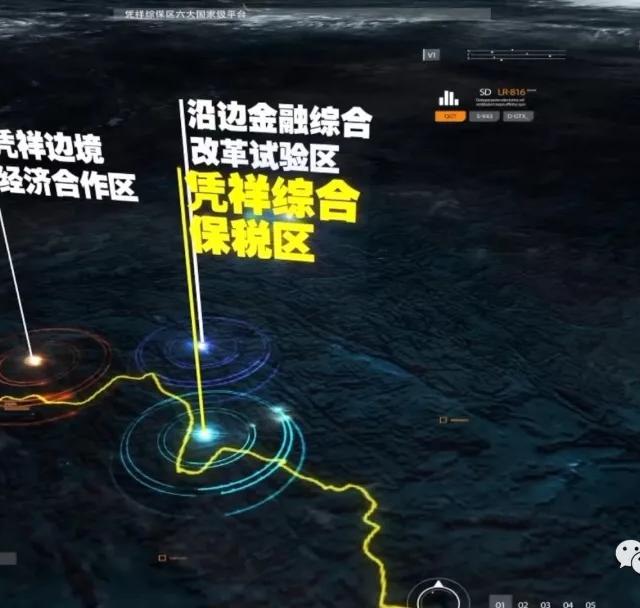 凭祥综保区六大国家级平台
V1
SD LR-816
沿边金融综合
改革试验区
凭祥边境
经济合作区
凭祥综合
保税区
01 02 03 04 05